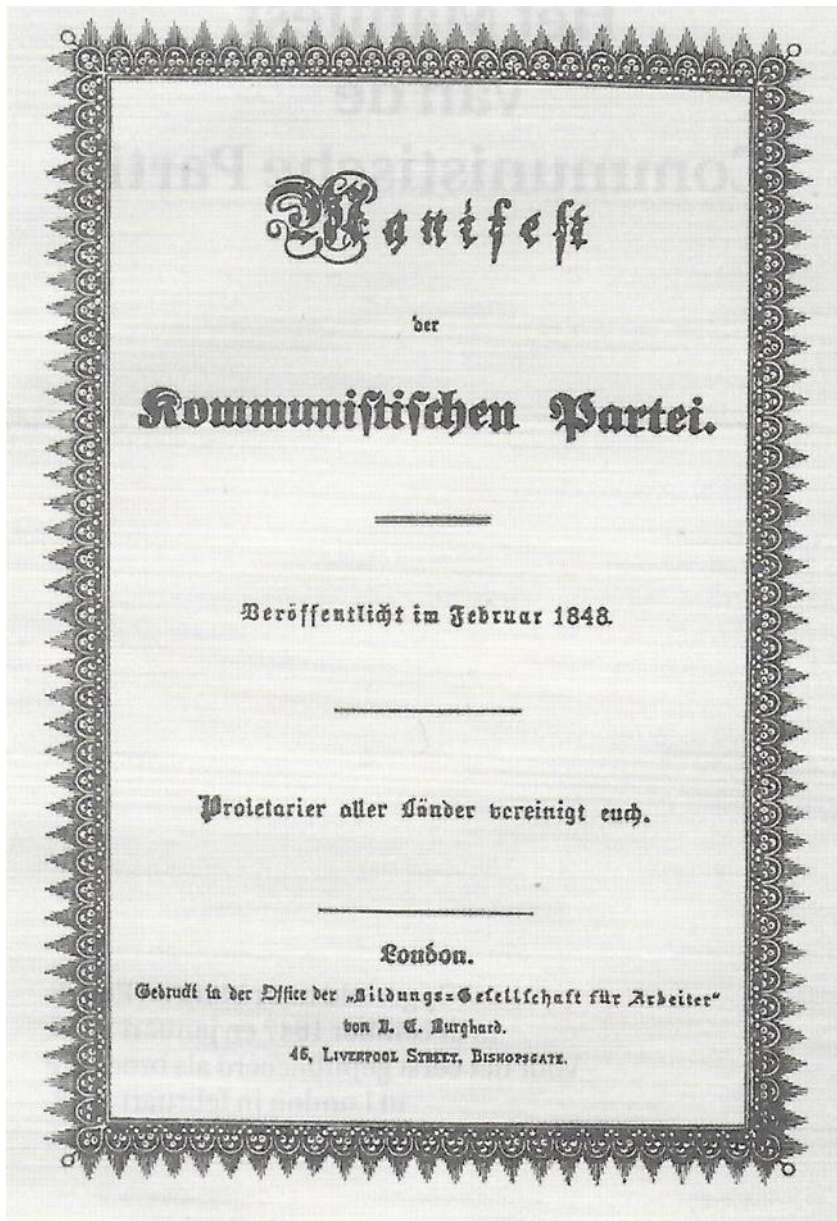 Manifest
der
Kommunistischen Partei.
Veröffentlicht im Februar 1848.
Proletarier aller Länder vereinigt euch.
London.
Gedruckt in der Office der „Bildungs=Gesellschaft für Arbeiter“
von J. E. Burghard.
46, LIVERPOOL STREET, BISHOPSGATE.